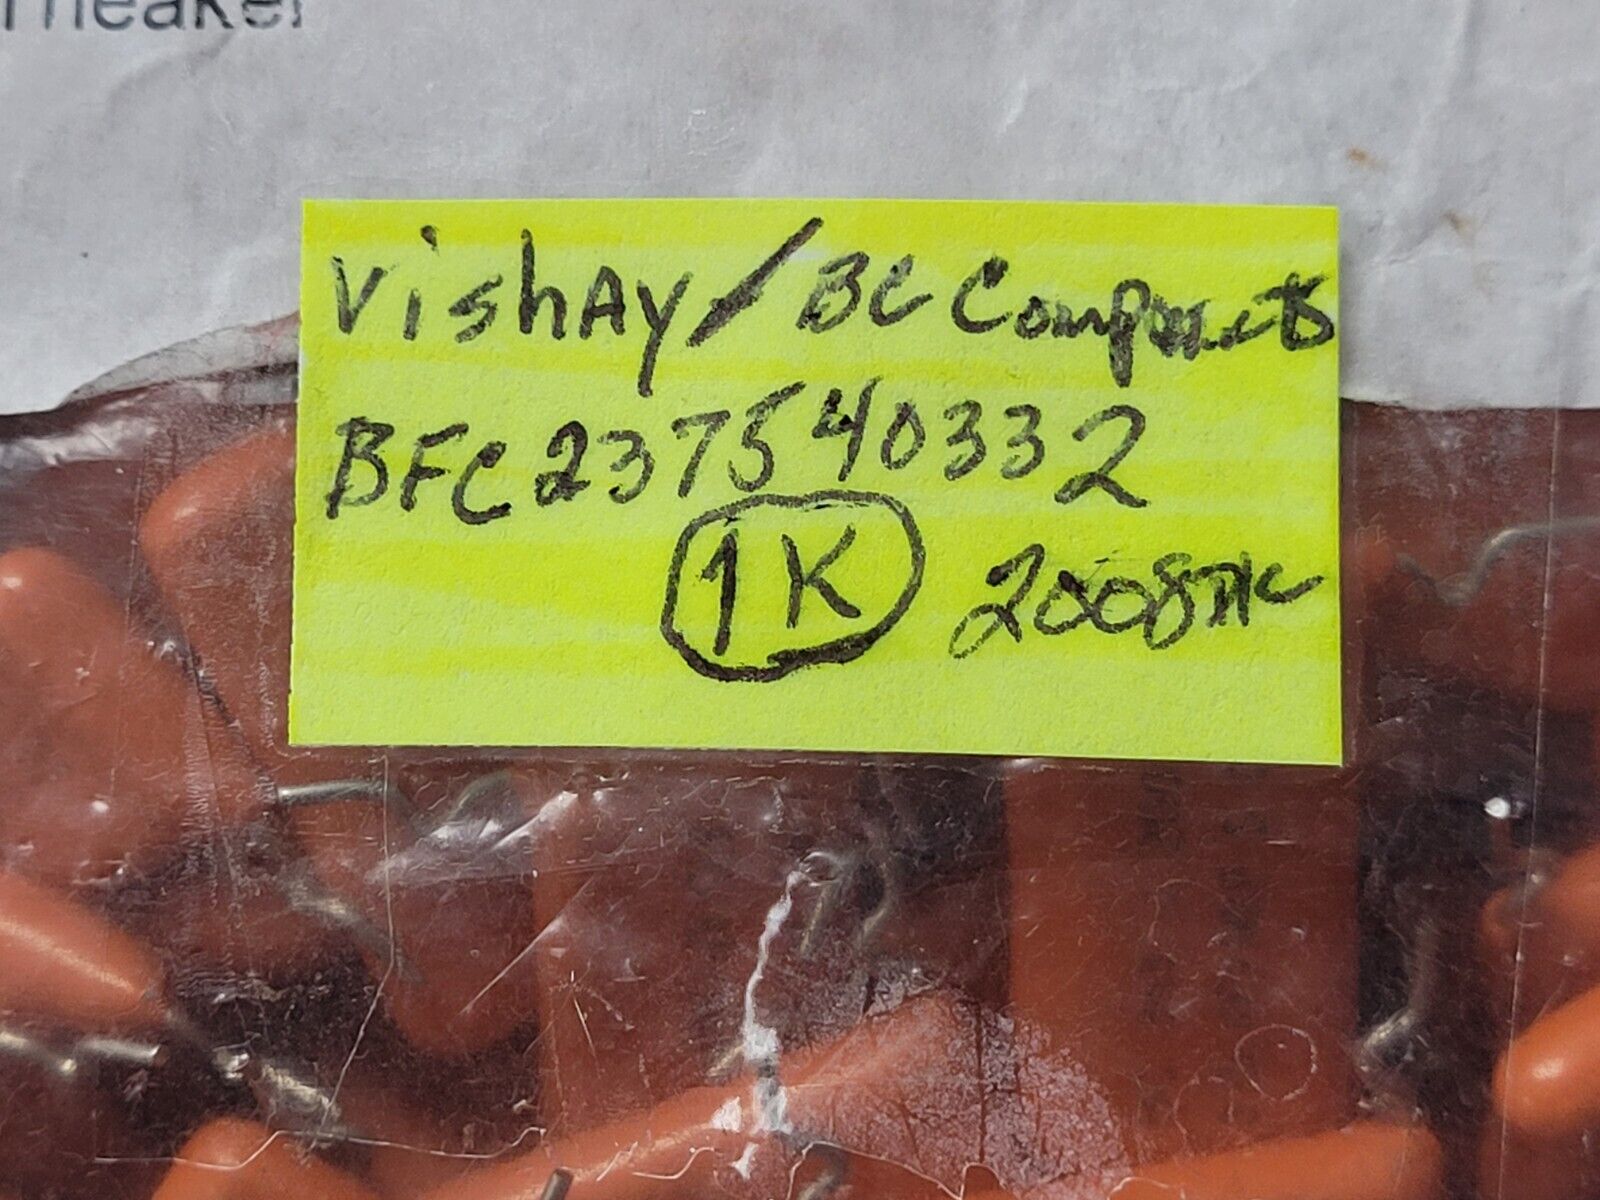 VishAy/BC Components
BFC237540332
1K 2008